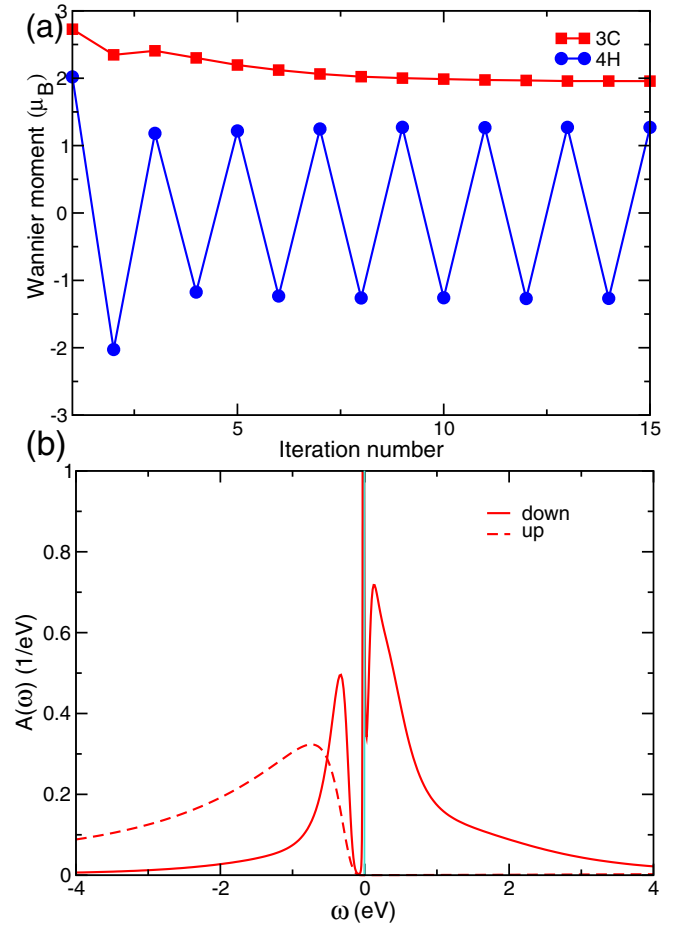 (a)
3
2
1
0
-1
-2
-3
Wannier moment (μB)
3C
4H
5
10
15
Iteration number
(b)
1
0.8
0.6
0.4
0.2
0
A(ω) (1/eV)
down
up
-4
-2
0
2
4
ω (eV)